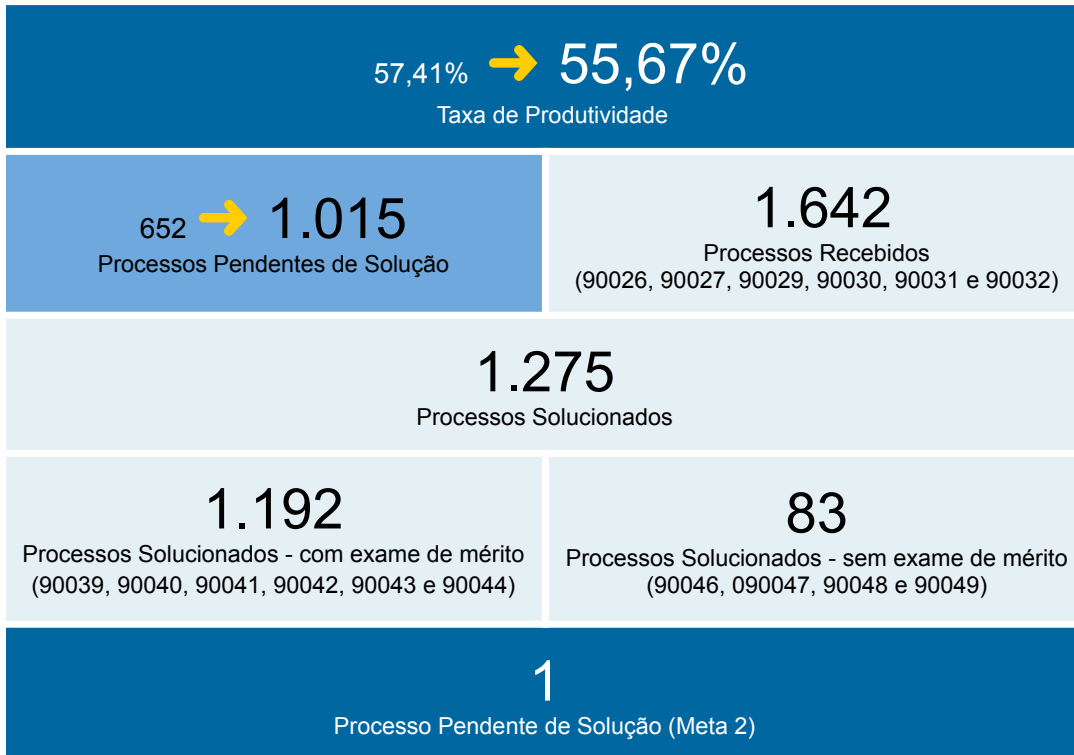 57,41% ➜ 55,67%
Taxa de Produtividade
652 ➜ 1.015
Processos Pendentes de Solução
1.642
Processos Recebidos
(90026, 90027, 90029, 90030, 90031 e 90032)
1.275
Processos Solucionados
1.192
Processos Solucionados - com exame de mérito
(90039, 90040, 90041, 90042, 90043 e 90044)
83
Processos Solucionados - sem exame de mérito
(90046, 090047, 90048 e 90049)
1
Processo Pendente de Solução (Meta 2)